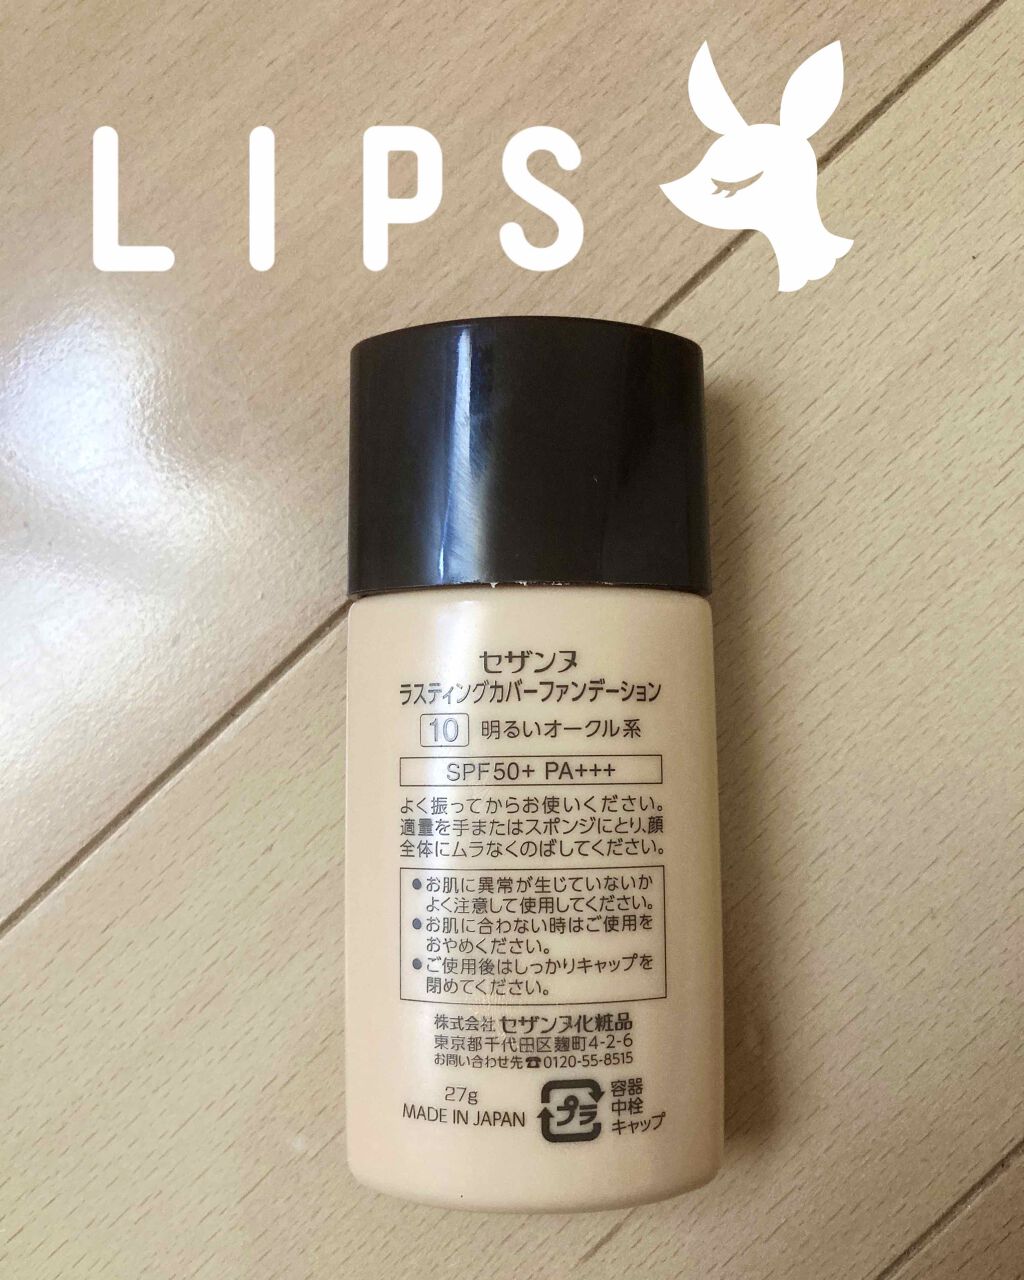 LIPS
セザンヌ
ラスティングカバーファンデーション
10 明るいオークル系
SPF50+ PA+++
よく振ってからお使いください。
適量を手またはスポンジにとり、顔
全体にムラなくのばしてください。
●お肌に異常が生じていないか
よく注意して使用してください。
●お肌に合わない時はご使用を
おやめください。
●ご使用後はしっかりキャップを
閉めてください。
株式会社 セザンヌ化粧品
東京都千代田区麹町4-2-6
お問い合わせ先☎0120-55-8515
27g
MADE IN JAPAN
プラ
容器
中栓
キャップ